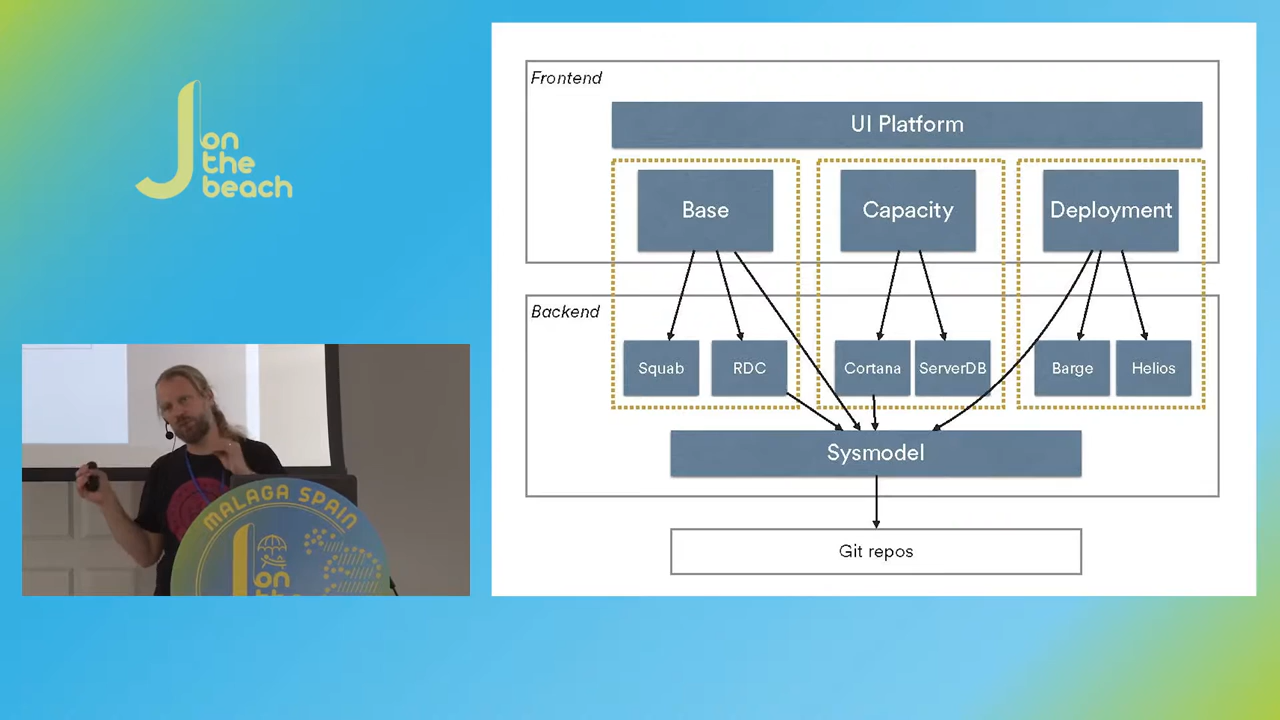 J on
the
beach
Frontend
UI Platform
Base
Capacity
Deployment
Backend
Squab
RDC
Cortana
ServerDB
Barge
Helios
Sysmodel
Git repos
MALAGA SPAIN
J on
the